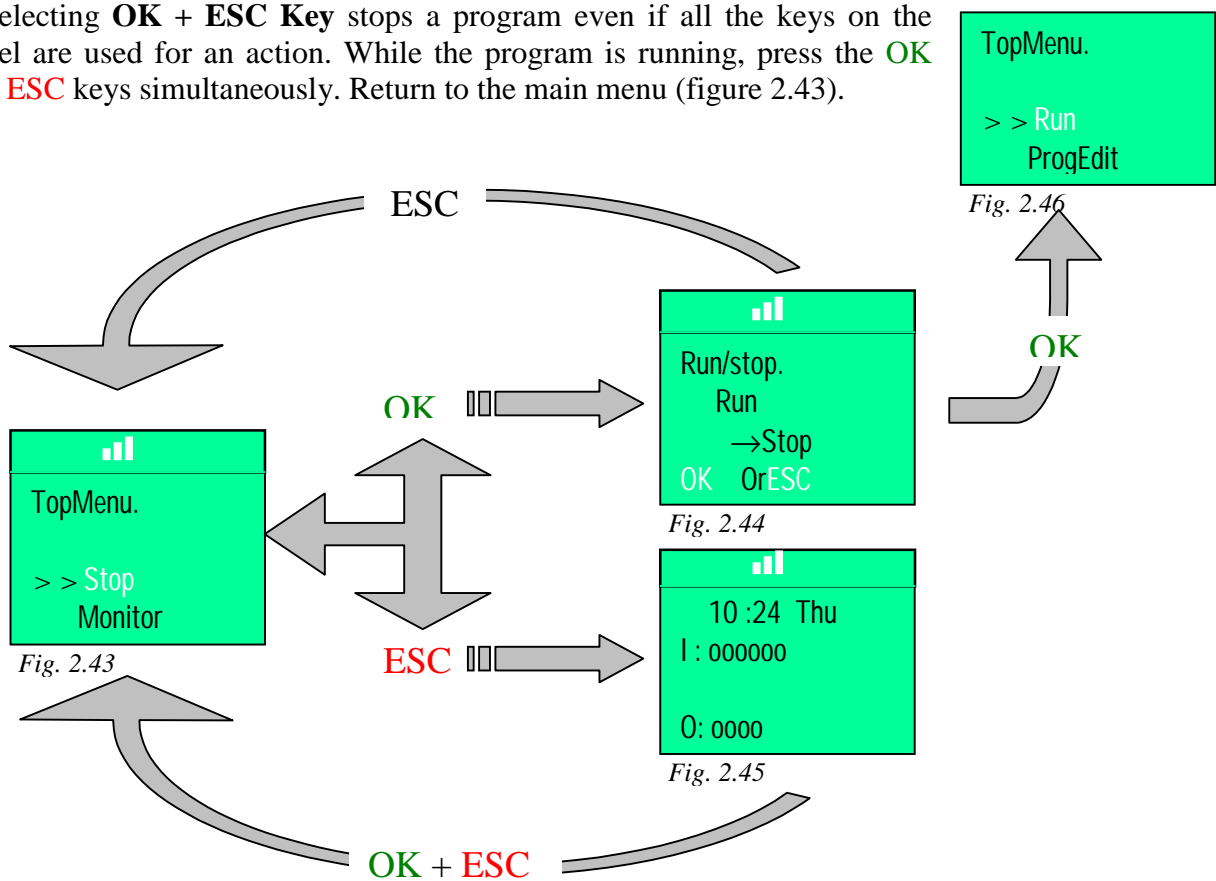 electing OK + ESC Key stops a program even if all the keys on the
el are used for an action. While the program is running, press the OK
ESC keys simultaneously. Return to the main menu (figure 2.43).
TopMenu.
> > Run
ProgEdit
Fig. 2.46
ESC
OK
Run/stop.
Run
→Stop
OK OrESC
Fig. 2.44
OK
TopMenu.
> > Stop
Monitor
Fig. 2.43
ESC
10 :24 Thu
I : 000000
O: 0000
Fig. 2.45
OK + ESC